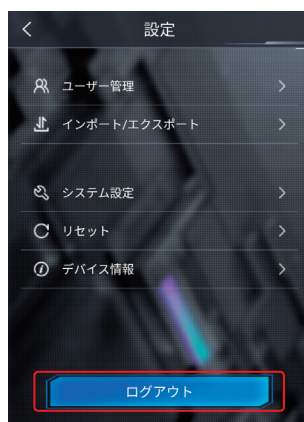 設定
ユーザー管理
インポート/エクスポート
システム設定
リセット
デバイス情報
ログアウト